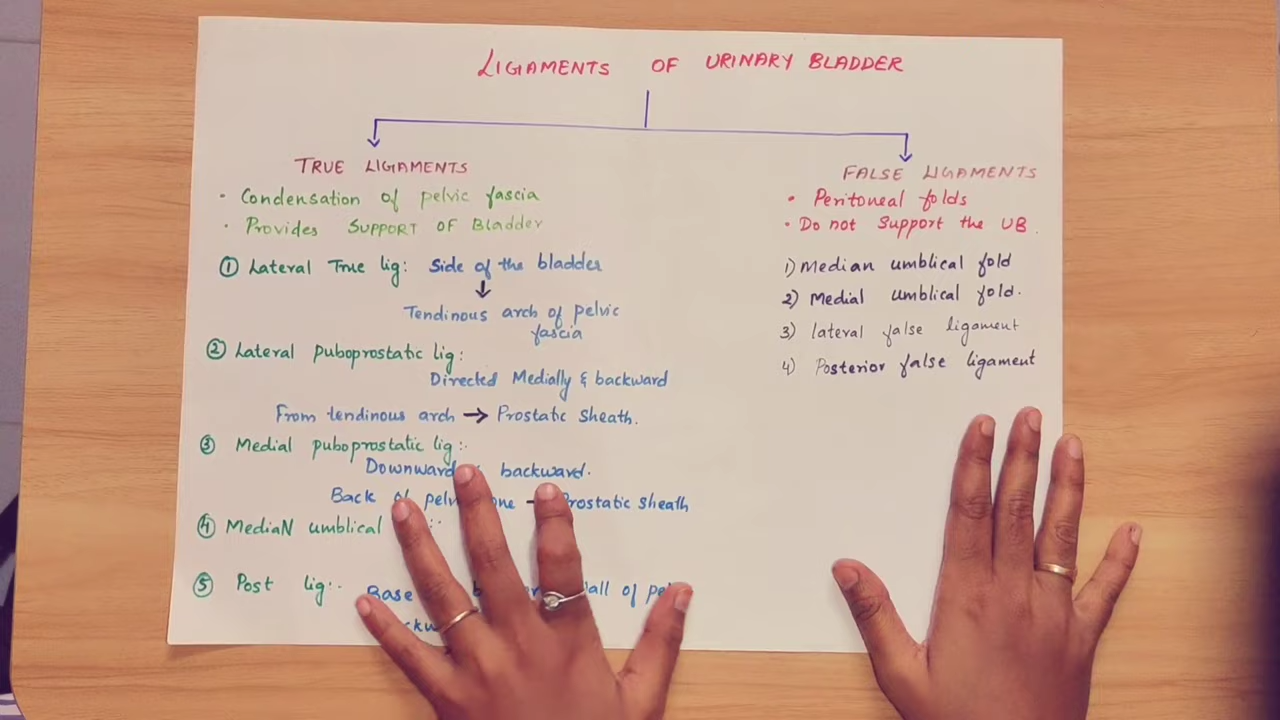 LIGAMENTS OF URINARY BLADDER
TRUE LIGAMENTS
• Condensation of pelvic fascia
• Provides SUPPORT OF Bladder
① Lateral True lig: Side of the bladder
↓
Tendinous arch of pelvic
fascia
② Lateral puboprostatic lig:
Directed Medially & backward
From tendinous arch → Prostatic Sheath.
③ Medial puboprostatic lig:-
Downward backward.
Back of → Prostatic Sheath
④ MediaN umblical
⑤ Post lig:-
Base of
FALSE LIGAMENTS
• Peritoneal folds
• Do not Support the UB.
1) Median umblical fold
2) Medial umblical fold.
3) lateral false ligament
4) Posterior false ligament